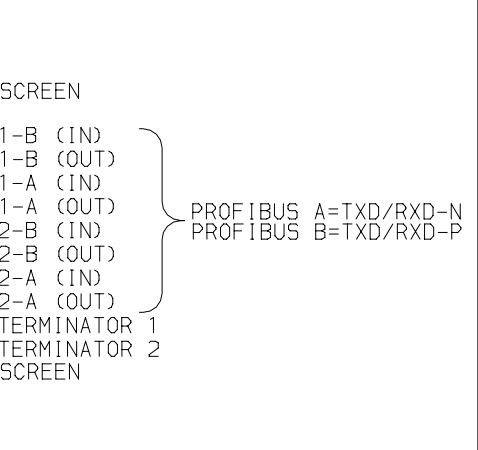 SCREEN
1-B (IN)
1-B (OUT)
1-A (IN)
1-A (OUT)
2-B (IN)
2-B (OUT)
2-A (IN)
2-A (OUT)
TERMINATOR 1
TERMINATOR 2
SCREEN
PROFIBUS A=TXD/RXD-N
PROFIBUS B=TXD/RXD-P